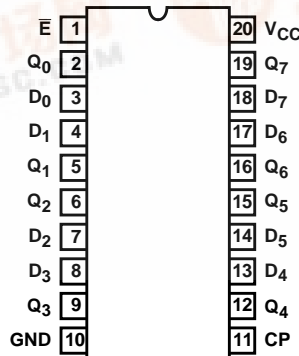 E̅ 1 20 VCC
Q0 2 19 Q7
D0 3 18 D7
D1 4 17 D6
Q1 5 16 Q6
Q2 6 15 Q5
D2 7 14 D5
D3 8 13 D4
Q3 9 12 Q4
GND 10 11 CP